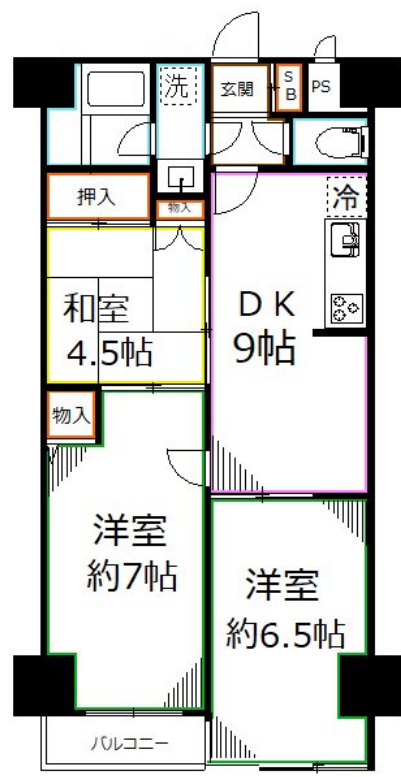 洗
玄関
SB
PS
押入
物入
冷
和室
4.5帖
DK
9帖
物入
洋室
約7帖
洋室
約6.5帖
バルコニー